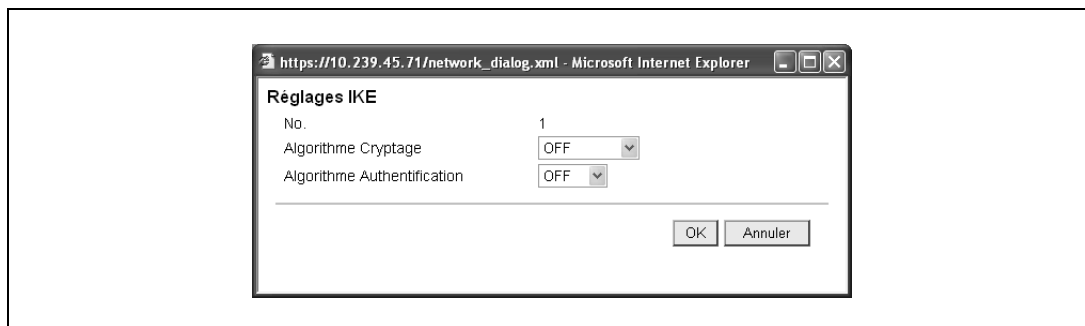 https://10.239.45.71/network_dialog.xml - Microsoft Internet Explorer
Réglages IKE
No. 1
Algorithme Cryptage OFF
Algorithme Authentification OFF
OK Annuler